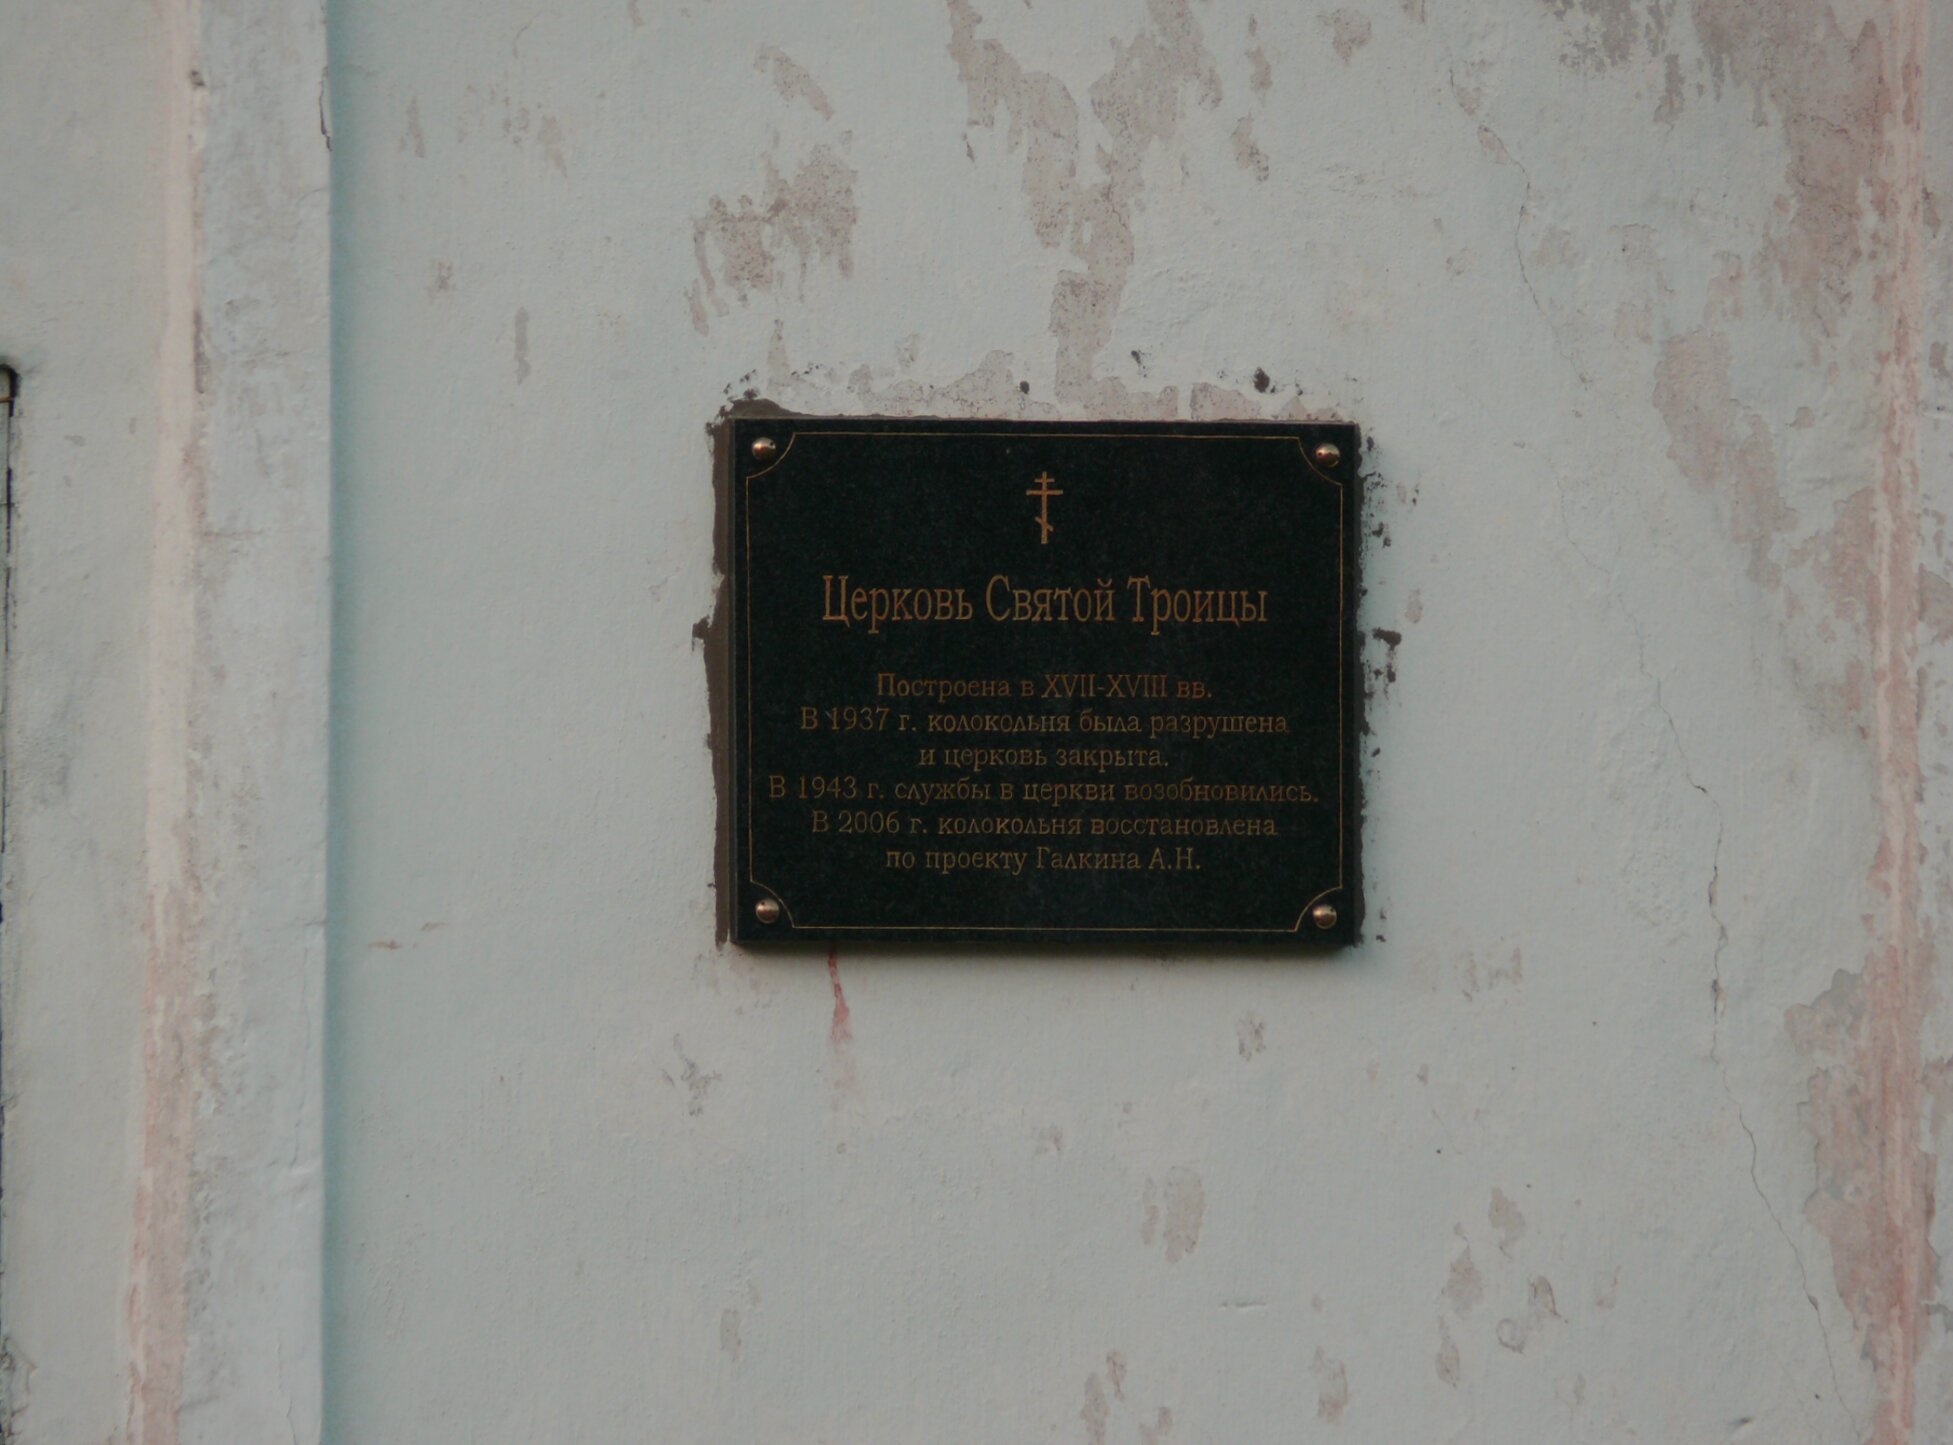 Церковь Святой Троицы
Построена в XVII-XVIII вв.
В 1937 г. колокольня была разрушена
и церковь закрыта.
В 1943 г. службы в церкви возобновились.
В 2006 г. колокольня восстановлена
по проекту Галкина А.Н.